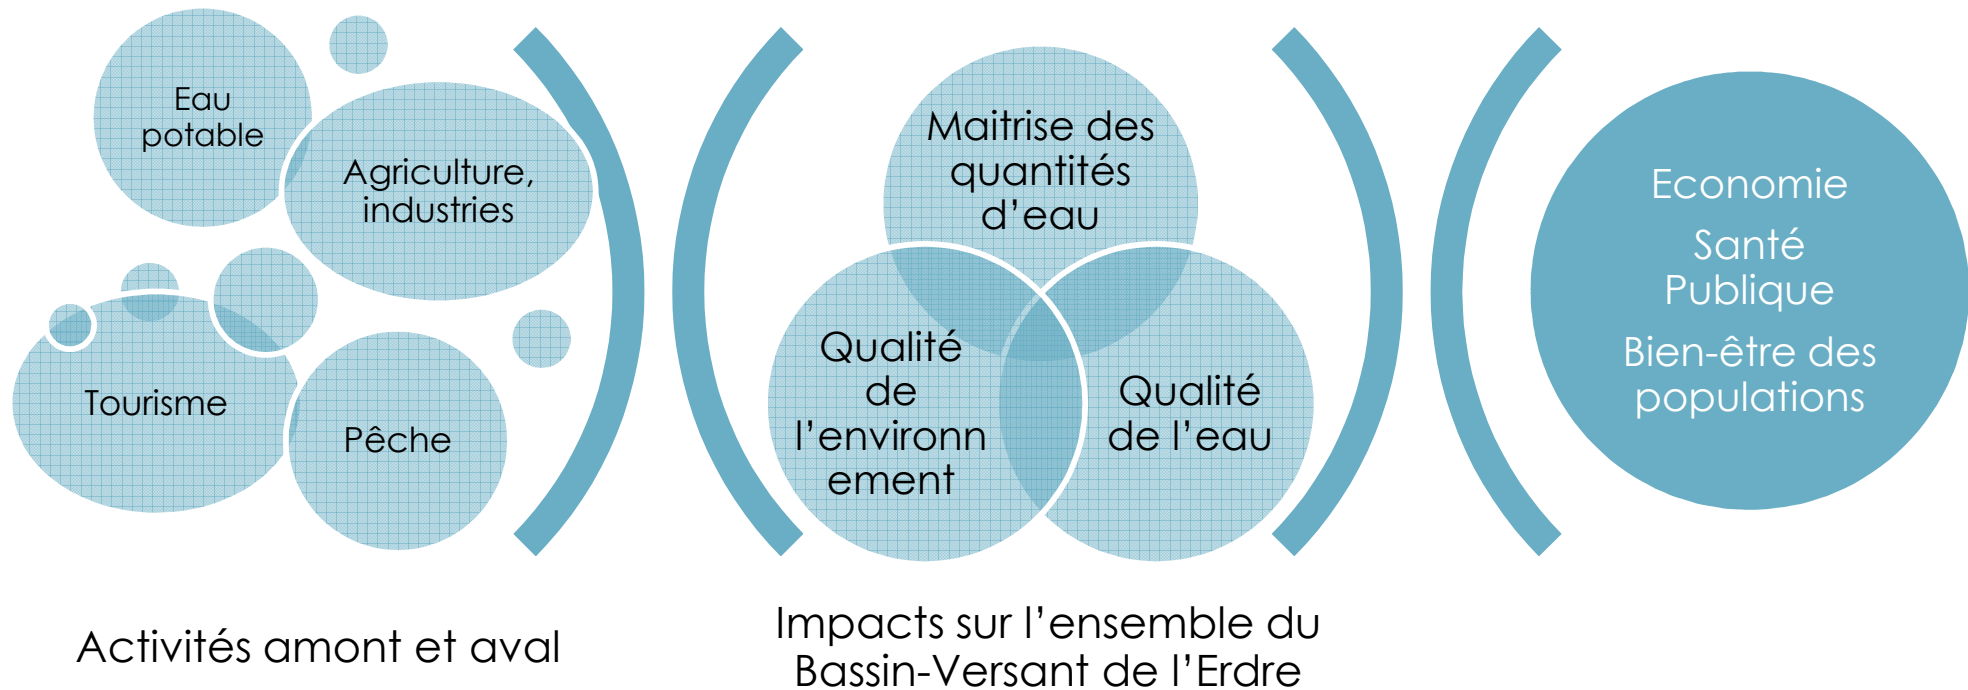 Eau
potable
Agriculture,
industries
Tourisme
Pêche
Activités amont et aval
Maitrise des
quantités
d’eau
Qualité
de
l’environn
ement
Qualité
de l’eau
Impacts sur l’ensemble du
Bassin-Versant de l’Erdre
Economie
Santé
Publique
Bien-être des
populations